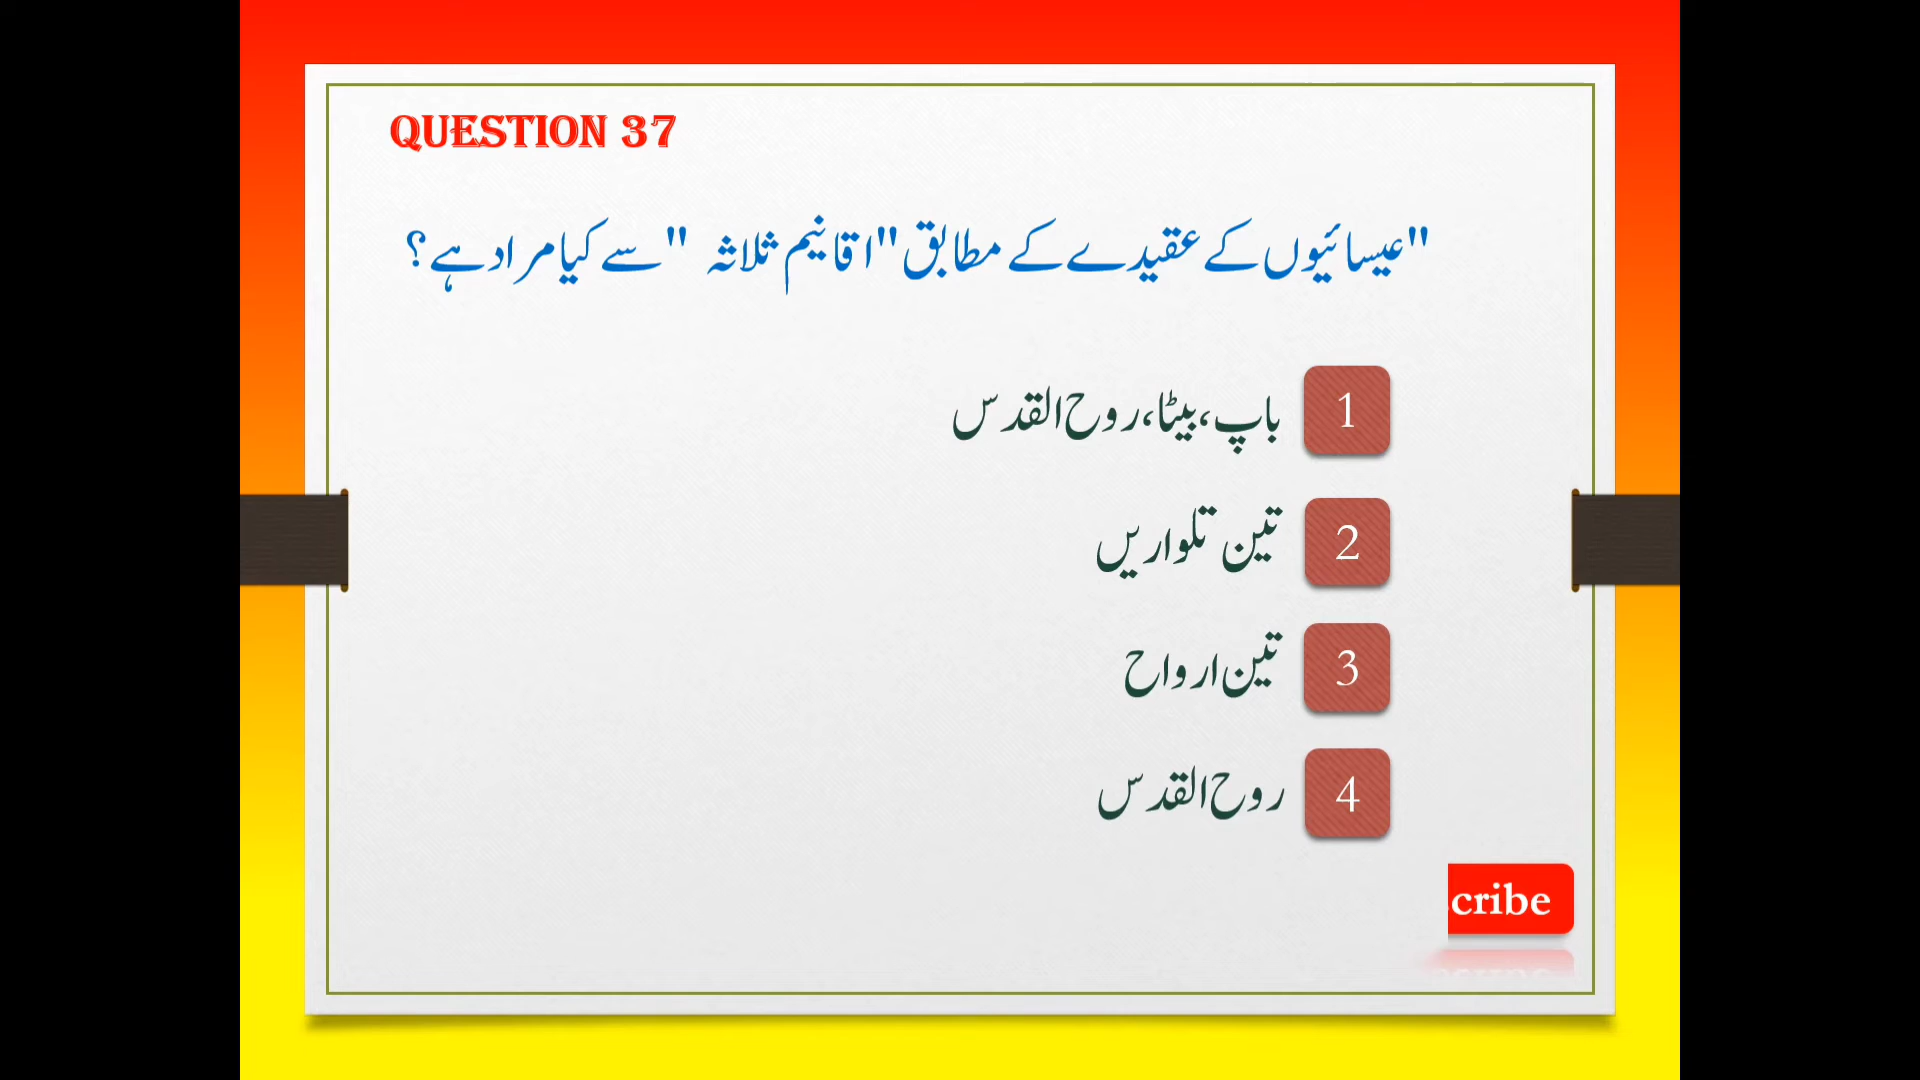 QUESTION 37
"عیسائیوں کے عقیدے کے مطابق "اقانیم ثلاثہ "سے کیا مراد ہے؟
1 باپ،بیٹا،روح القدس
2 تین تلواریں
3 تین ارواح
4 روح القدس
cribe